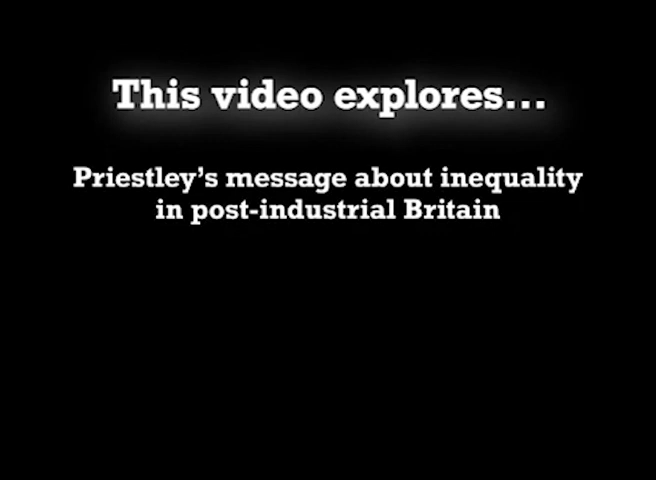 This video explores...
Priestley's message about inequality
in post-industrial Britain